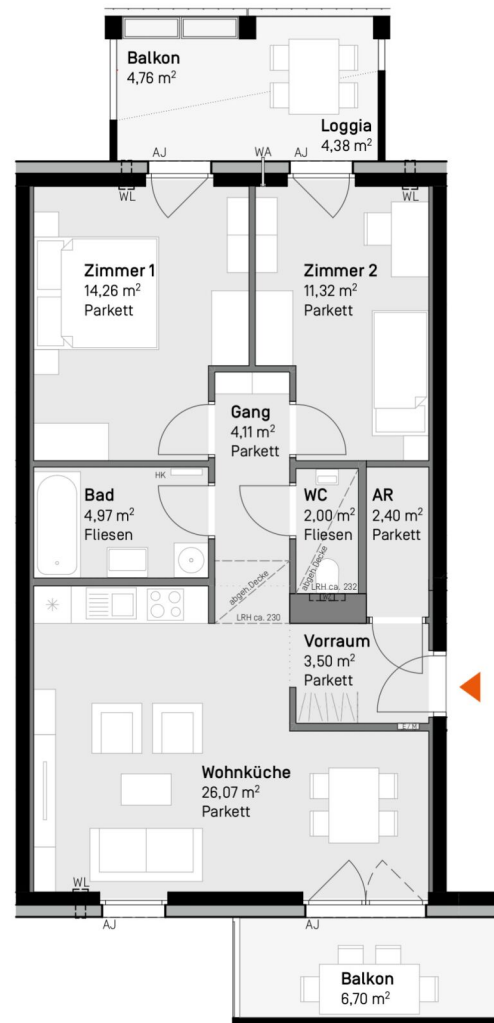 Balkon
4,76 m²
Loggia
4,38 m²
AJ
WA
AJ
WL
WL
Zimmer 1
14,26 m²
Parkett
Zimmer 2
11,32 m²
Parkett
Gang
4,11 m²
Parkett
HK
Bad
4,97 m²
Fliesen
WC
2,00 m²
Fliesen
AR
2,40 m²
Parkett
abgeh.Decke
abgeh.Decke
LRH ca. 232
LRH ca. 230
Vorraum
3,50 m²
Parkett
Wohnküche
26,07 m²
Parkett
WL
AJ
AJ
Balkon
6,70 m²